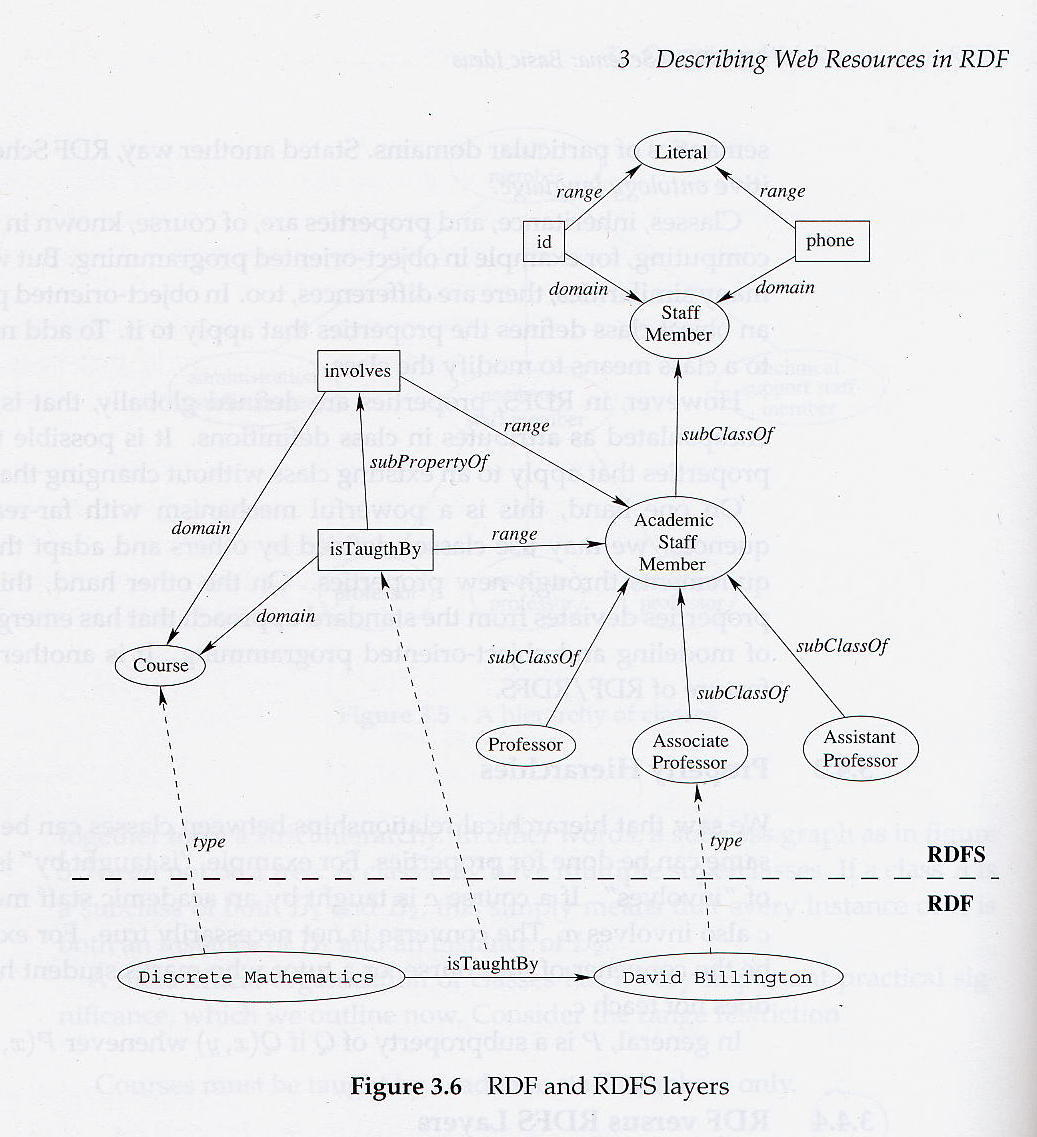 3 Describing Web Resources in RDF
Literal
range
range
id
phone
domain
domain
Staff
Member
involves
range
subClassOf
subPropertyOf
Academic
Staff
Member
domain
isTaugthBy
range
domain
Course
subClassOf
subClassOf
subClassOf
Professor
Associate
Professor
Assistant
Professor
type
type
RDFS
RDF
isTaughtBy
Discrete Mathematics
David Billington
Figure 3.6 RDF and RDFS layers